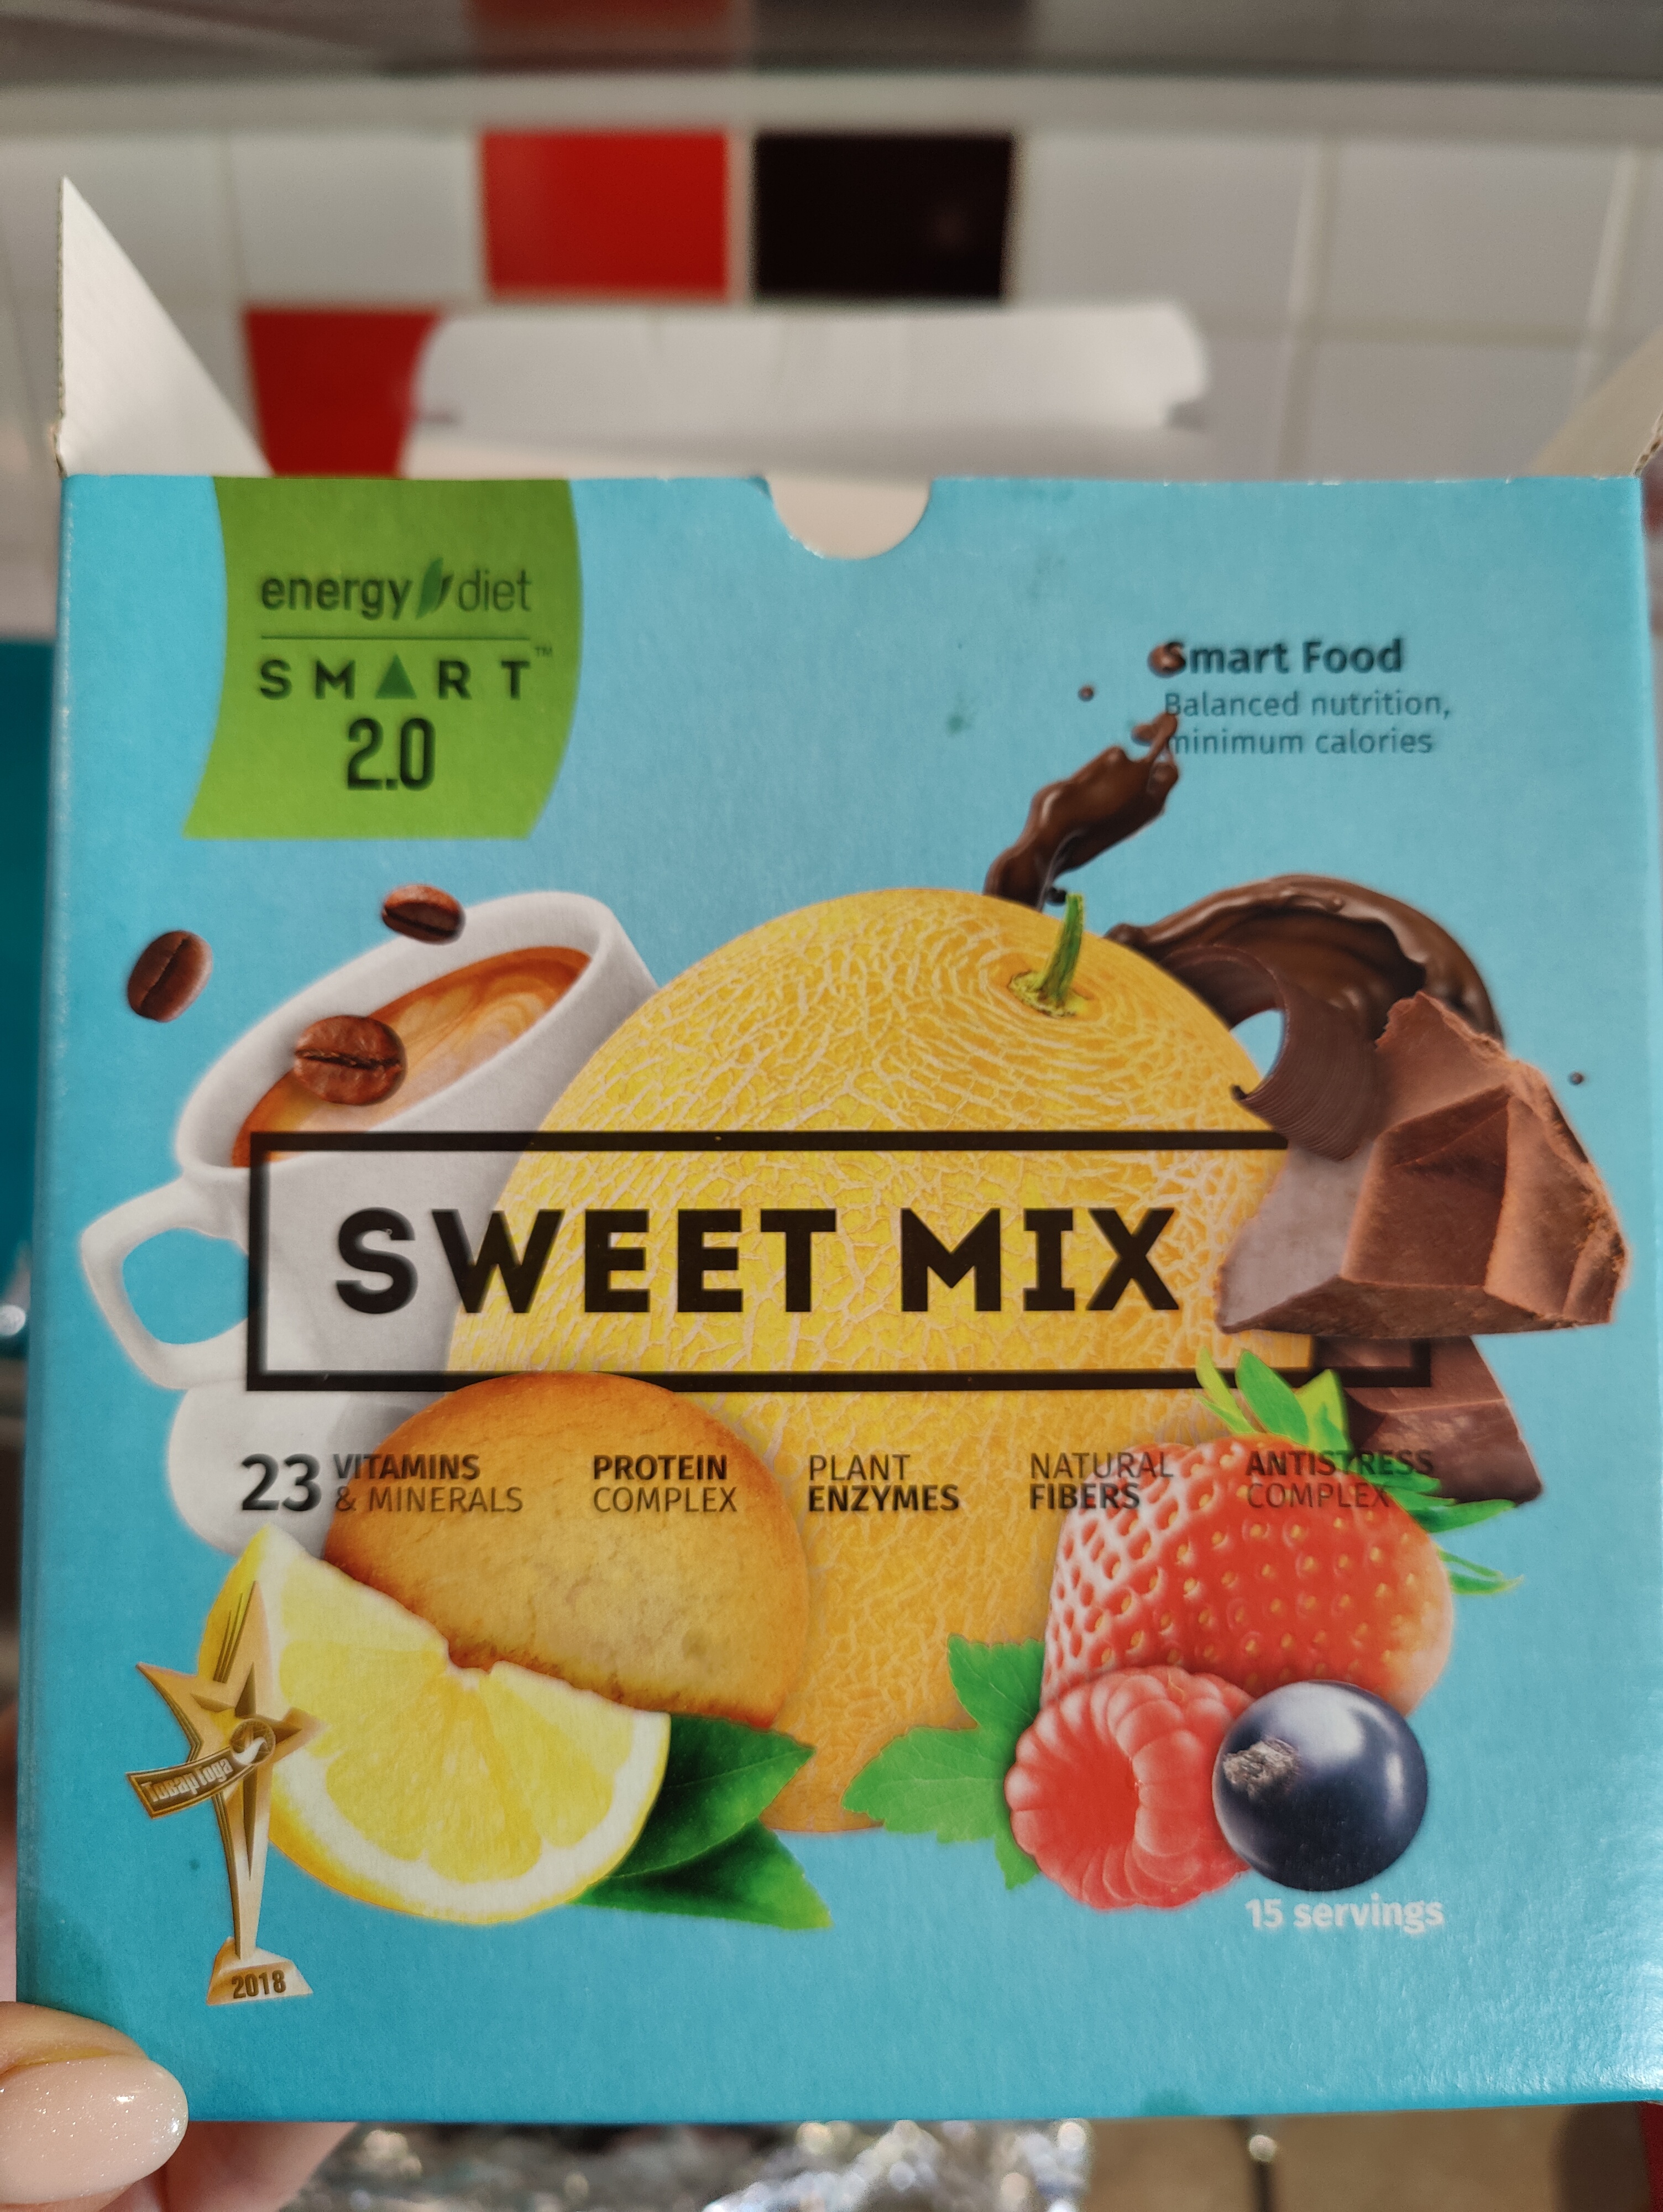 energy diet
SMART™
2.0
Smart Food
Balanced nutrition,
minimum calories
SWEET MIX
23 VITAMINS
& MINERALS
PROTEIN
COMPLEX
PLANT
ENZYMES
NATURAL
FIBERS
ANTISTRESS
COMPLEX
Товар Года
2018
15 servings